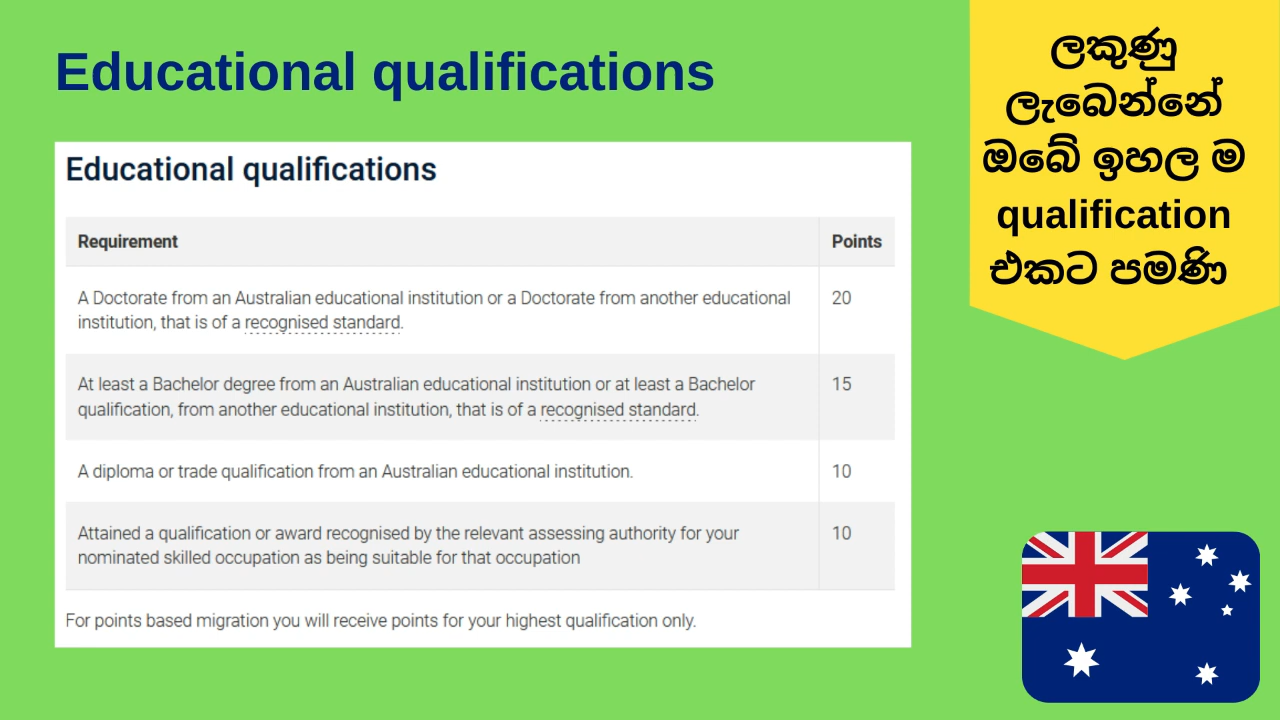 Educational qualifications
Educational qualifications
Requirement Points
A Doctorate from an Australian educational institution or a Doctorate from another educational 20
institution, that is of a recognised standard.
At least a Bachelor degree from an Australian educational institution or at least a Bachelor 15
qualification, from another educational institution, that is of a recognised standard.
A diploma or trade qualification from an Australian educational institution. 10
Attained a qualification or award recognised by the relevant assessing authority for your 10
nominated skilled occupation as being suitable for that occupation
For points based migration you will receive points for your highest qualification only.
ලකුණු
ලැබෙන්නේ
ඔබේ ඉහල ම
qualification
එකට පමණි